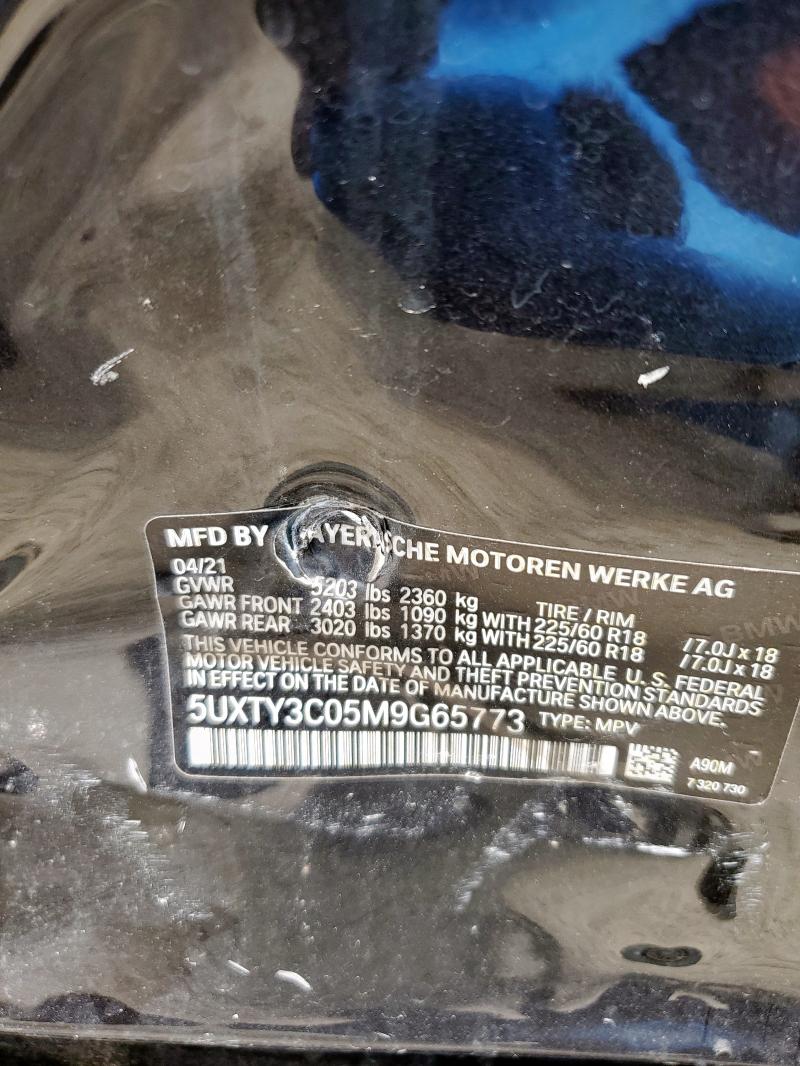 MFD BY BAYERISCHE MOTOREN WERKE AG
04/21
GVWR 5203 lbs 2360 kg TIRE / RIM
GAWR FRONT 2403 lbs 1090 kg WITH 225/60 R18 /7.0J x 18
GAWR REAR 3020 lbs 1370 kg WITH 225/60 R18 /7.0J x 18
THIS VEHICLE CONFORMS TO ALL APPLICABLE U.S. FEDERAL
MOTOR VEHICLE SAFETY AND THEFT PREVENTION STANDARDS
IN EFFECT ON THE DATE OF MANUFACTURE SHOWN ABOVE.
5UXTY3C05M9G65773 TYPE: MPV
A90M
7 320 730